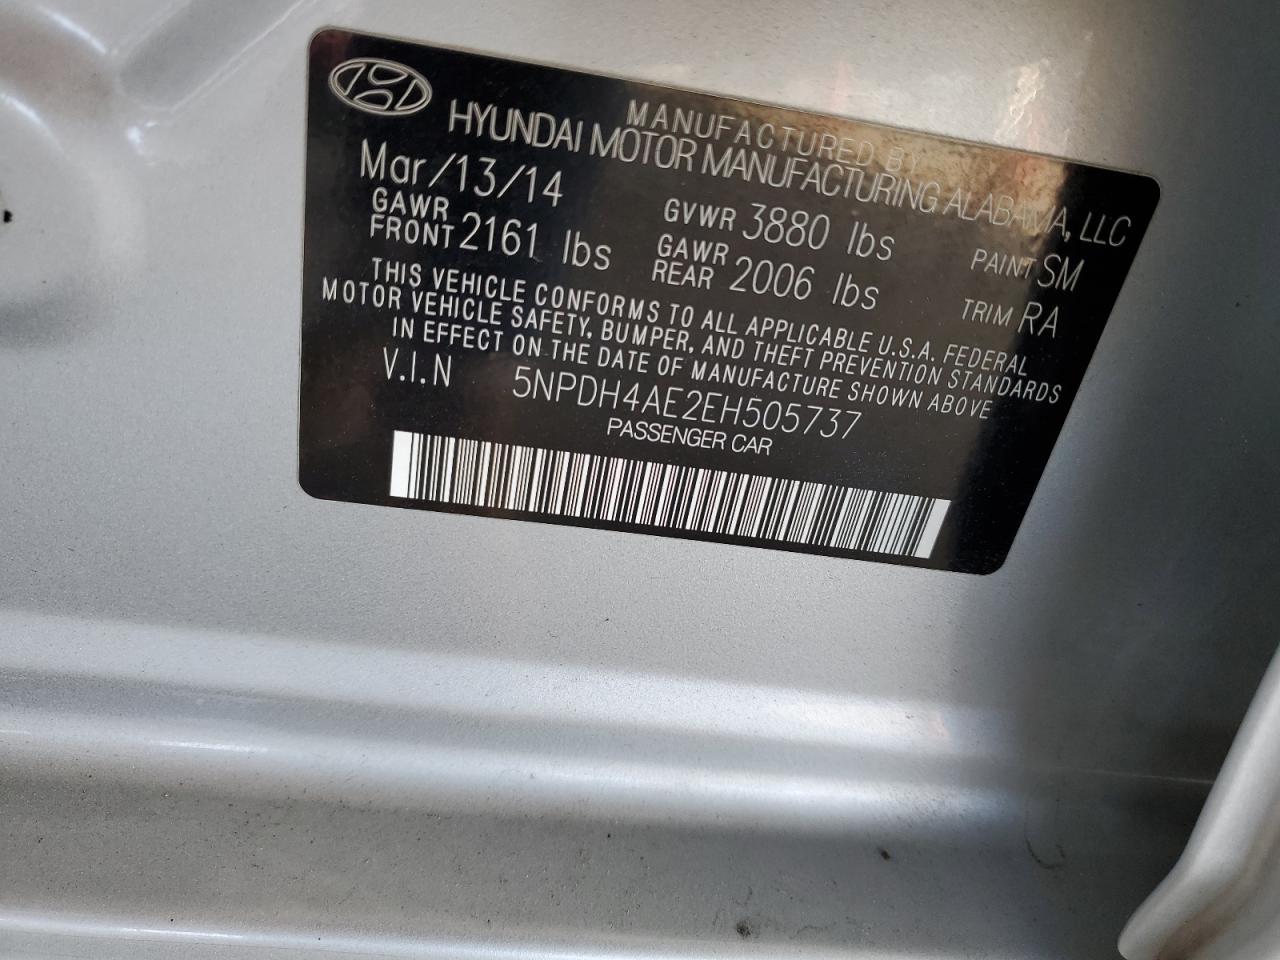 MANUFACTURED BY
HYUNDAI MOTOR MANUFACTURING ALABAMA, LLC
Mar/13/14 GVWR 3880 lbs PAINT SM
GAWR FRONT 2161 lbs GAWR REAR 2006 lbs TRIM RA
THIS VEHICLE CONFORMS TO ALL APPLICABLE U.S.A. FEDERAL
MOTOR VEHICLE SAFETY, BUMPER, AND THEFT PREVENTION STANDARDS
IN EFFECT ON THE DATE OF MANUFACTURE SHOWN ABOVE
V.I.N 5NPDH4AE2EH505737
PASSENGER CAR